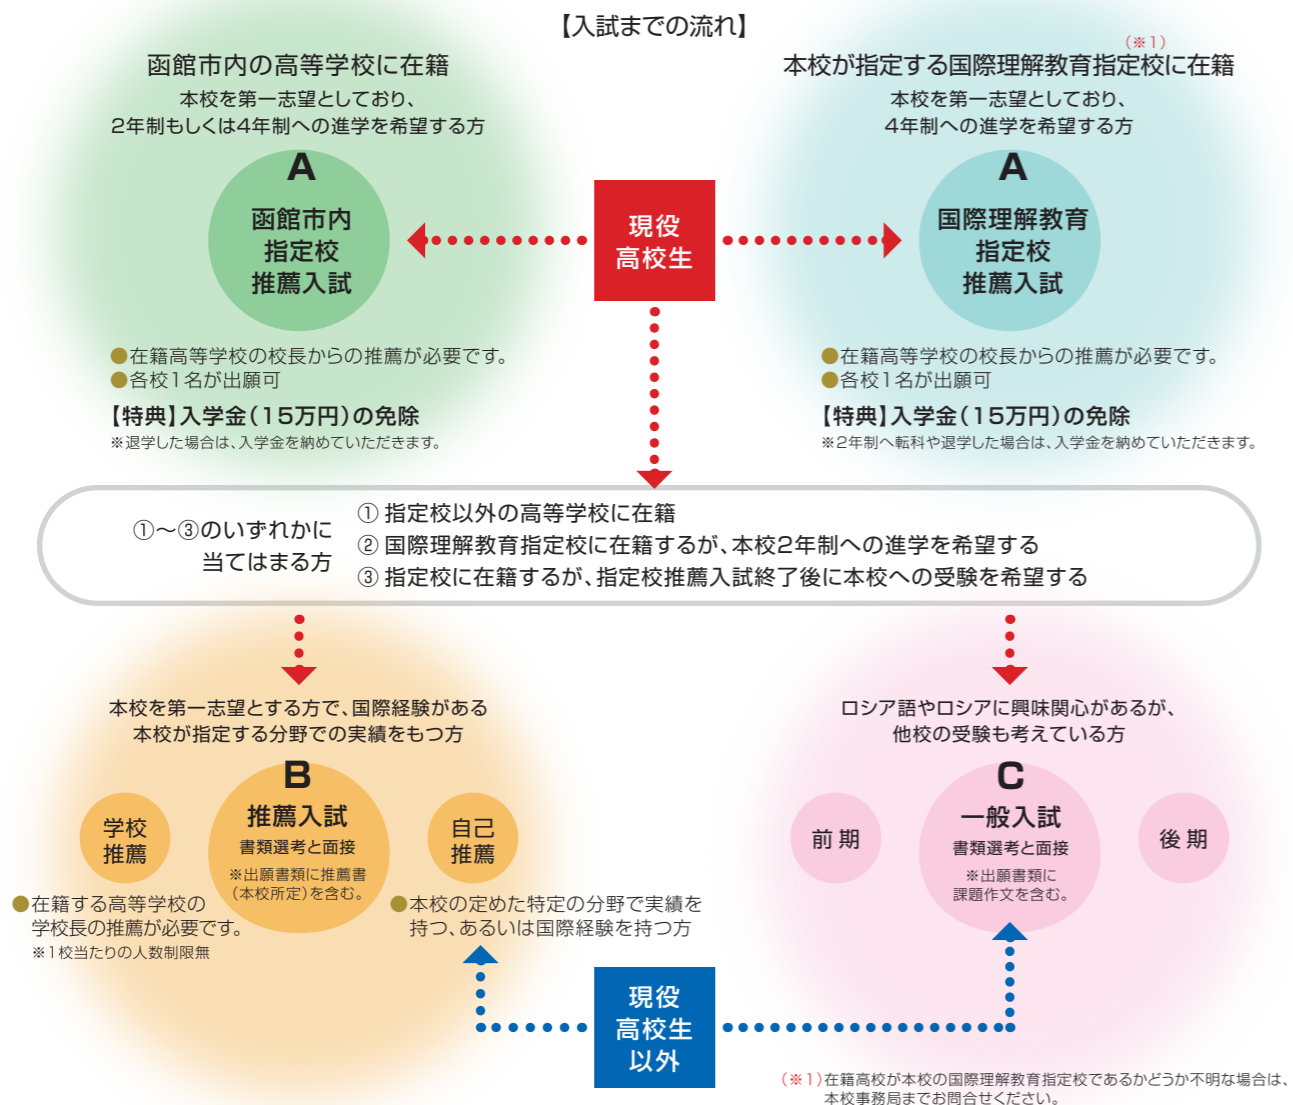 【入試までの流れ】
函館市内の高等学校に在籍
本校を第一志望としており、
2年制もしくは4年制への進学を希望する方
A
函館市内
指定校
推薦入試
●在籍高等学校の校長からの推薦が必要です。
●各校1名が出願可
【特典】入学金（15万円）の免除
※退学した場合は、入学金を納めていただきます。
現役
高校生
（※1）
本校が指定する国際理解教育指定校に在籍
本校を第一志望としており、
4年制への進学を希望する方
A
国際理解教育
指定校
推薦入試
●在籍高等学校の校長からの推薦が必要です。
●各校1名が出願可
【特典】入学金（15万円）の免除
※2年制へ転科や退学した場合は、入学金を納めていただきます。
①〜③のいずれかに
当てはまる方
① 指定校以外の高等学校に在籍
② 国際理解教育指定校に在籍するが、本校2年制への進学を希望する
③ 指定校に在籍するが、指定校推薦入試終了後に本校への受験を希望する
本校を第一志望とする方で、国際経験がある
本校が指定する分野での実績をもつ方
B
推薦入試
書類選考と面接
※出願書類に推薦書
（本校所定）を含む。
学校
推薦
●在籍する高等学校の
学校長の推薦が必要です。
※1校当たりの人数制限無
自己
推薦
●本校の定めた特定の分野で実績を
持つ、あるいは国際経験を持つ方
ロシア語やロシアに興味関心があるが、
他校の受験も考えている方
C
一般入試
書類選考と面接
※出願書類に
課題作文を含む。
前期
後期
現役
高校生
以外
（※1）在籍高校が本校の国際理解教育指定校であるかどうか不明な場合は、
本校事務局までお問合せください。